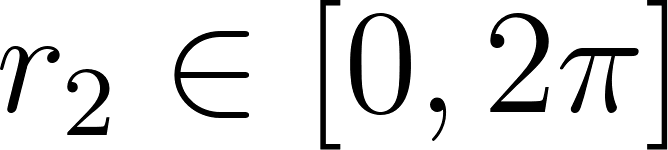 r₂ ∈ [0, 2π]